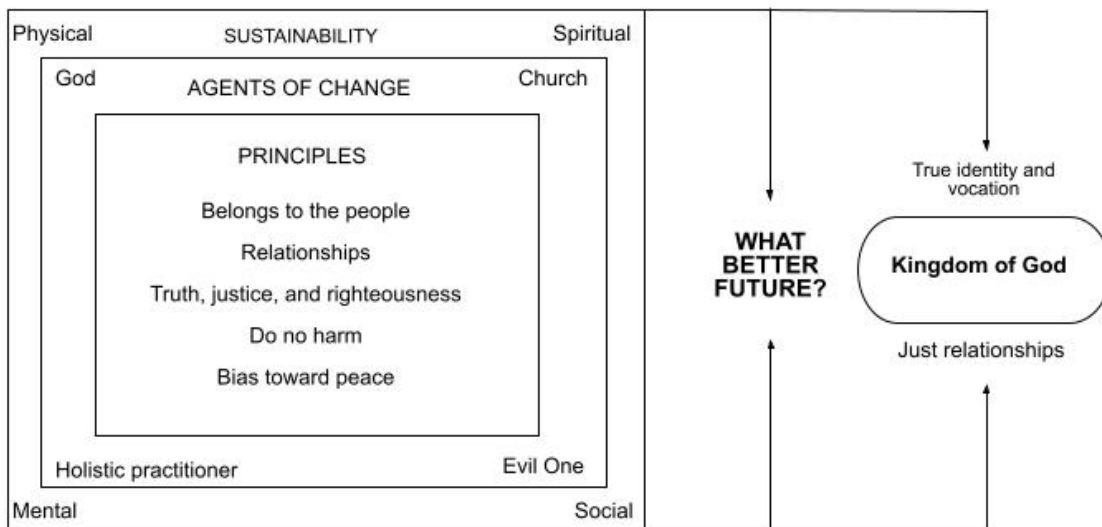 Physical
SUSTAINABILITY
Spiritual
God
AGENTS OF CHANGE
Church
PRINCIPLES
Belongs to the people
Relationships
Truth, justice, and righteousness
Do no harm
Bias toward peace
Holistic practitioner
Evil One
Mental
Social
WHAT
BETTER
FUTURE?
True identity and
vocation
Kingdom of God
Just relationships